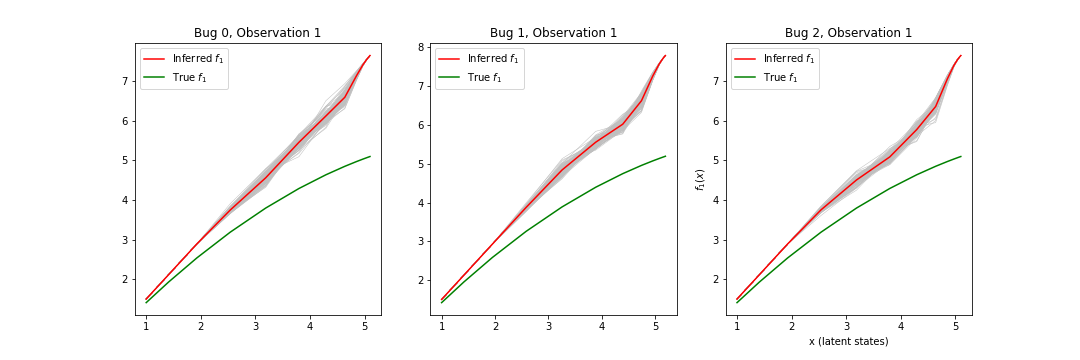 Bug 0, Observation 1
Inferred f₁
True f₁
7
6
5
4
3
2
1 2 3 4 5
Bug 1, Observation 1
Inferred f₁
True f₁
8
7
6
5
4
3
2
1 2 3 4 5
Bug 2, Observation 1
Inferred f₁
True f₁
f₁(x)
7
6
5
4
3
2
1 2 3 4 5
x (latent states)